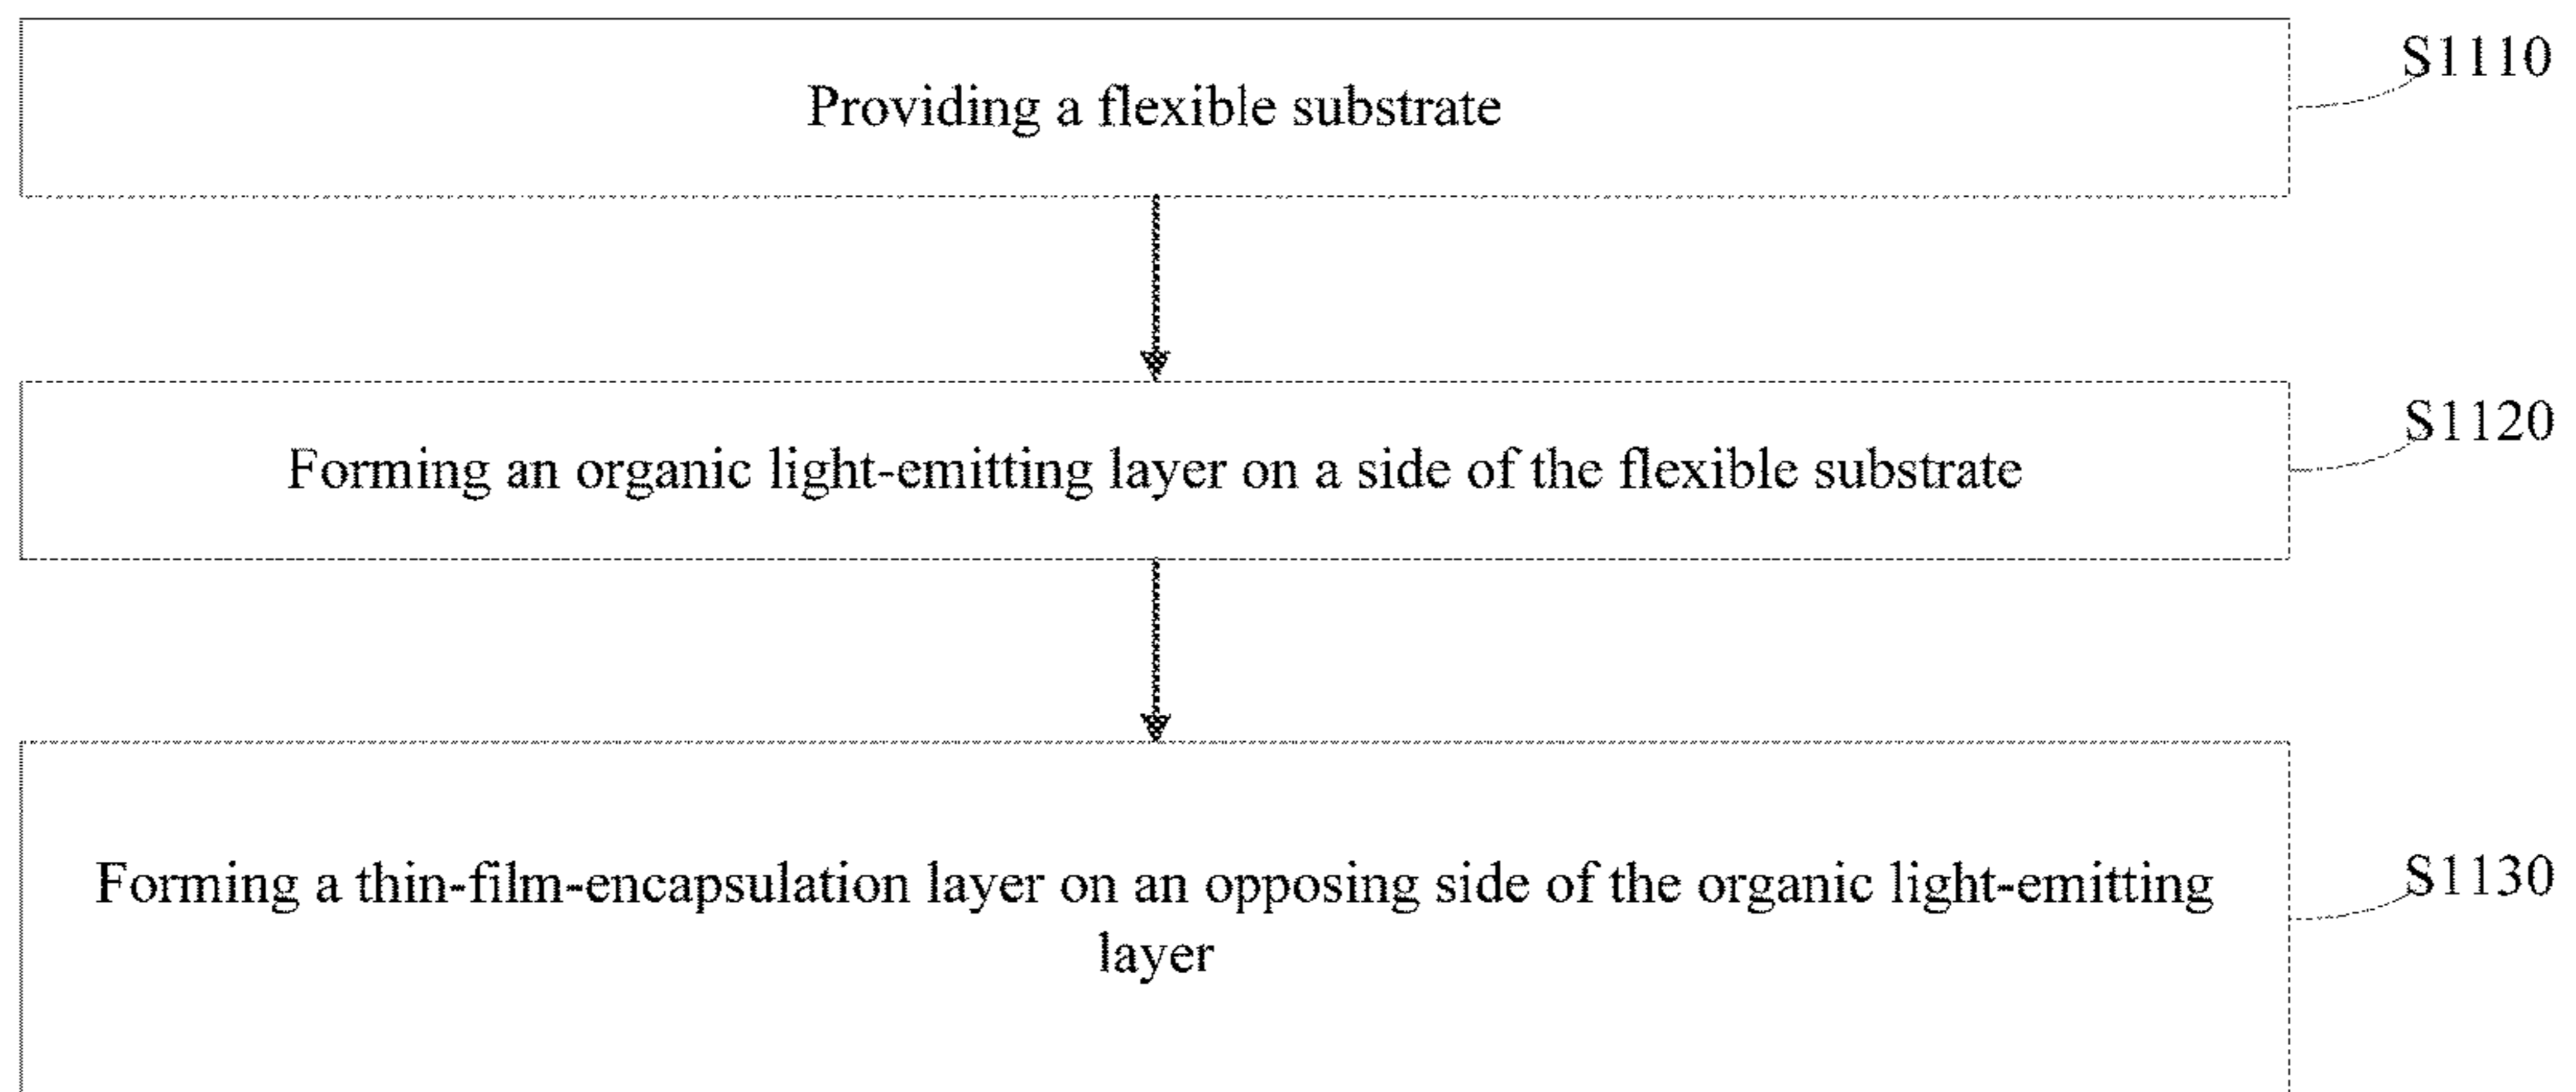 Providing a flexible substrate
S1110
Forming an organic light-emitting layer on a side of the flexible substrate
S1120
Forming a thin-film-encapsulation layer on an opposing side of the organic light-emitting
layer
S1130